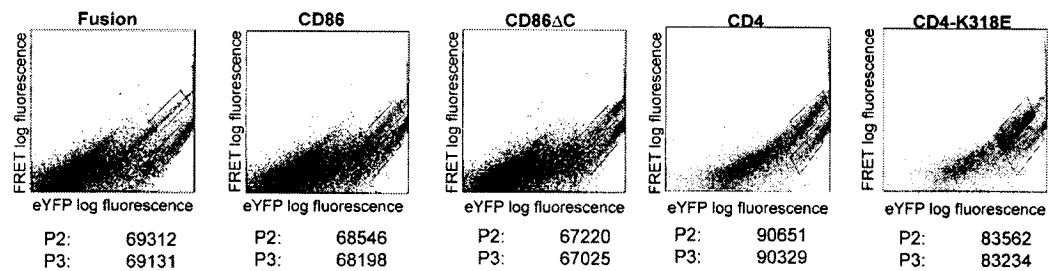 Fusion
CD86
CD86ΔC
CD4
CD4-K318E
FRET log fluorescence
FRET log fluorescence
FRET log fluorescence
FRET log fluorescence
FRET log fluorescence
eYFP log fluorescence
eYFP log fluorescence
eYFP log fluorescence
eYFP log fluorescence
eYFP log fluorescence
P2: 69312
P3: 69131
P2: 68546
P3: 68198
P2: 67220
P3: 67025
P2: 90651
P3: 90329
P2: 83562
P3: 83234